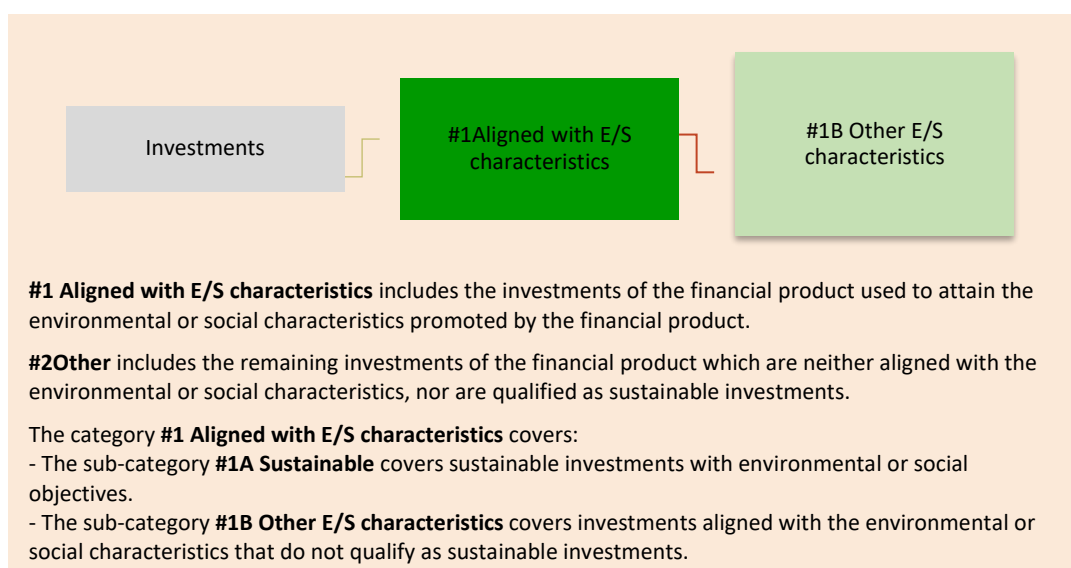 Investments
#1Aligned with E/S
characteristics
#1B Other E/S
characteristics
#1 Aligned with E/S characteristics includes the investments of the financial product used to attain the
environmental or social characteristics promoted by the financial product.
#2Other includes the remaining investments of the financial product which are neither aligned with the
environmental or social characteristics, nor are qualified as sustainable investments.
The category #1 Aligned with E/S characteristics covers:
- The sub-category #1A Sustainable covers sustainable investments with environmental or social
objectives.
- The sub-category #1B Other E/S characteristics covers investments aligned with the environmental or
social characteristics that do not qualify as sustainable investments.